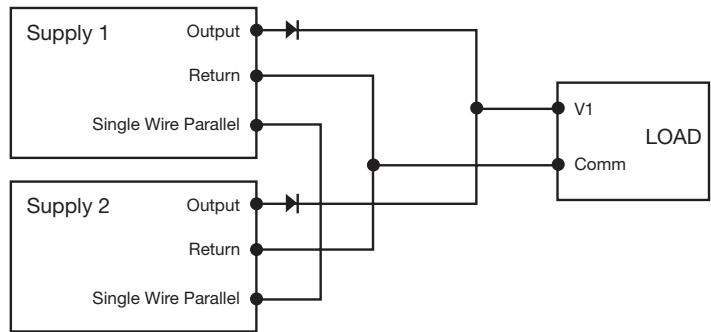 Supply 1
Output
Return
Single Wire Parallel
V1
LOAD
Comm
Supply 2
Output
Return
Single Wire Parallel